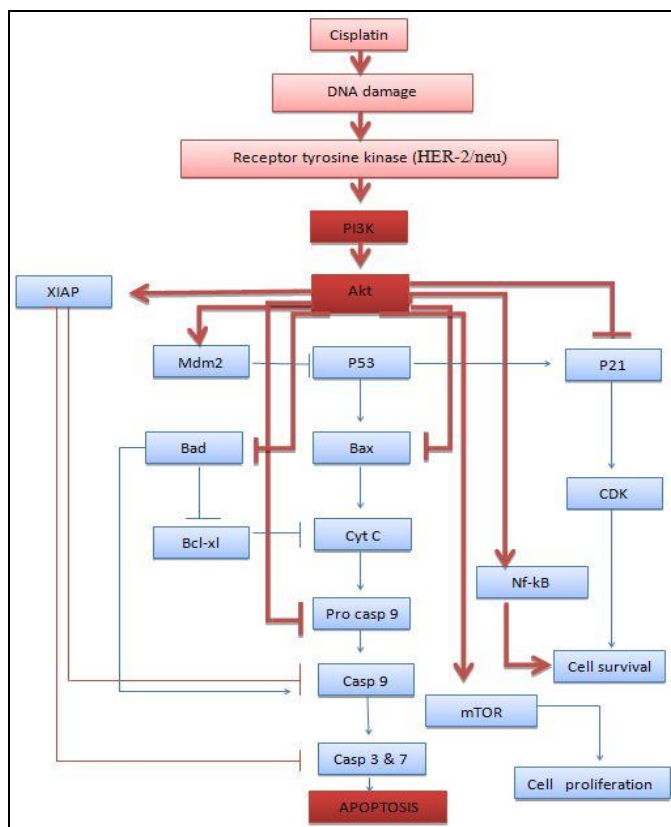 Cisplatin
DNA damage
Receptor tyrosine kinase (HER-2/neu)
PI3K
XIAP
Akt
Mdm2
P53
P21
Bad
Bax
CDK
Bcl-xl
Cyt C
Nf-kB
Pro casp 9
Cell survival
Casp 9
mTOR
Casp 3 & 7
Cell proliferation
APOPTOSIS